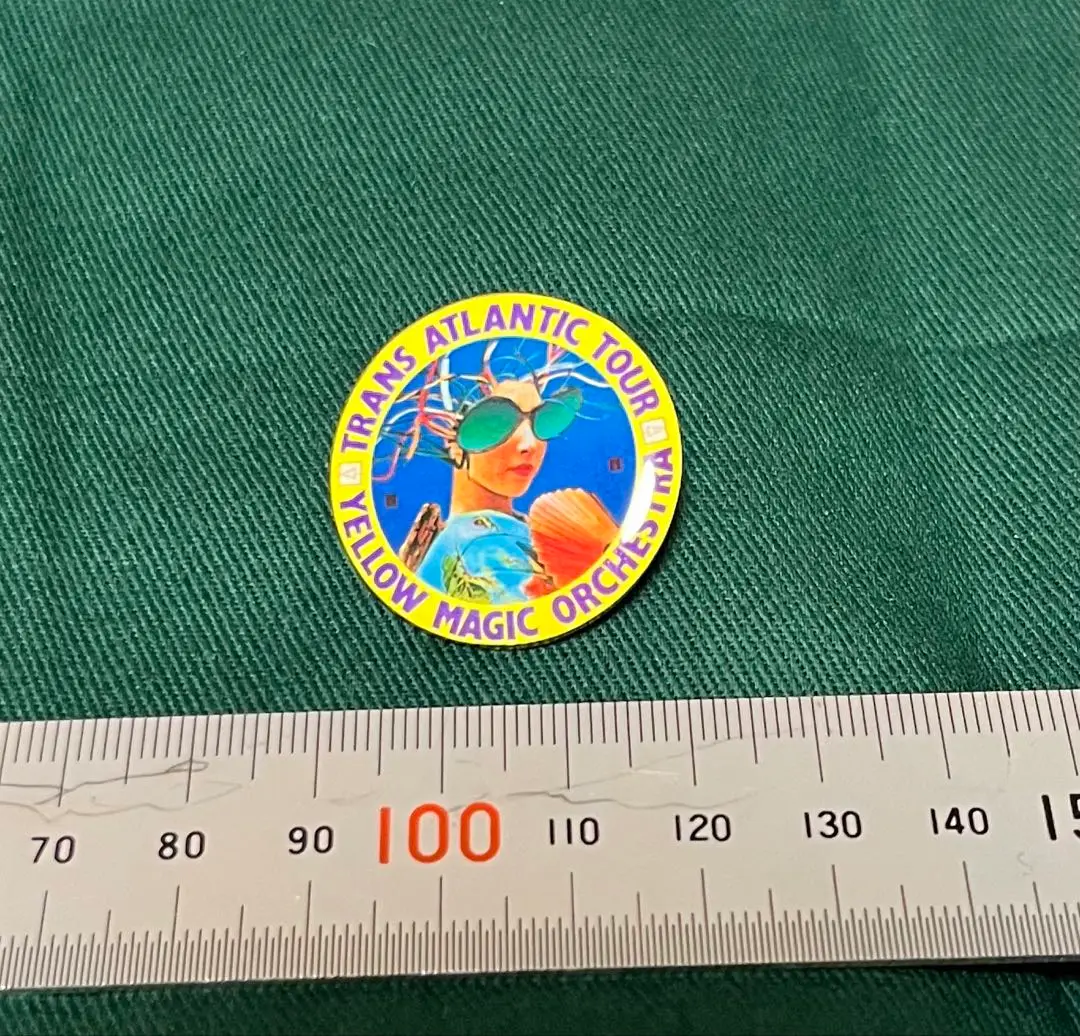 TRANS ATLANTIC TOUR
YELLOW MAGIC ORCHESTRA
70 80 90 100 110 120 130 140